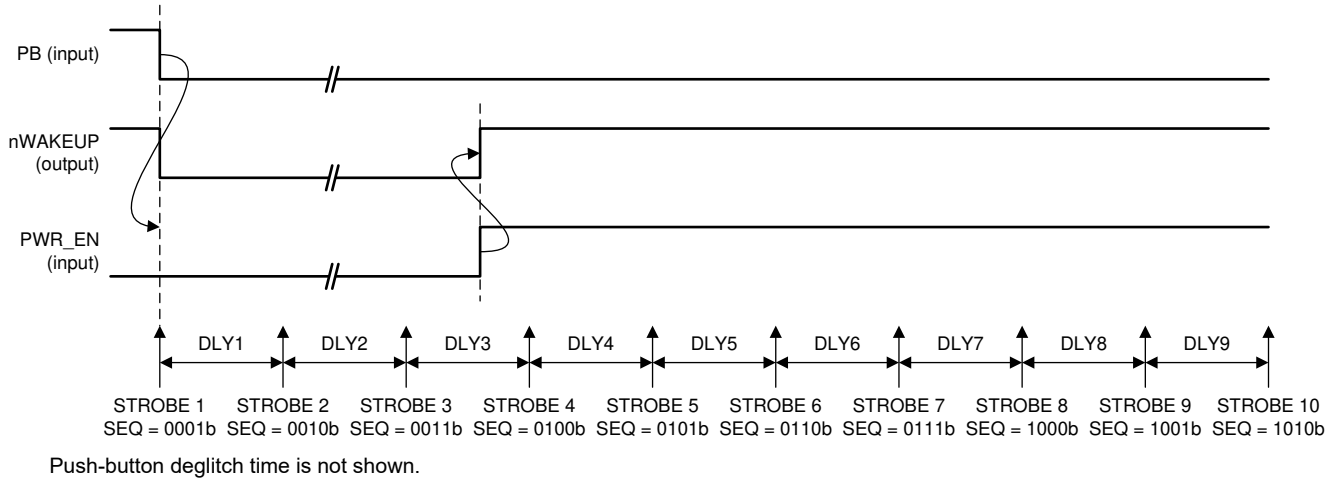 PB (input)
nWAKEUP
(output)
PWR_EN
(input)
DLY1 DLY2 DLY3 DLY4 DLY5 DLY6 DLY7 DLY8 DLY9
STROBE 1 STROBE 2 STROBE 3 STROBE 4 STROBE 5 STROBE 6 STROBE 7 STROBE 8 STROBE 9 STROBE 10
SEQ = 0001b SEQ = 0010b SEQ = 0011b SEQ = 0100b SEQ = 0101b SEQ = 0110b SEQ = 0111b SEQ = 1000b SEQ = 1001b SEQ = 1010b
Push-button deglitch time is not shown.